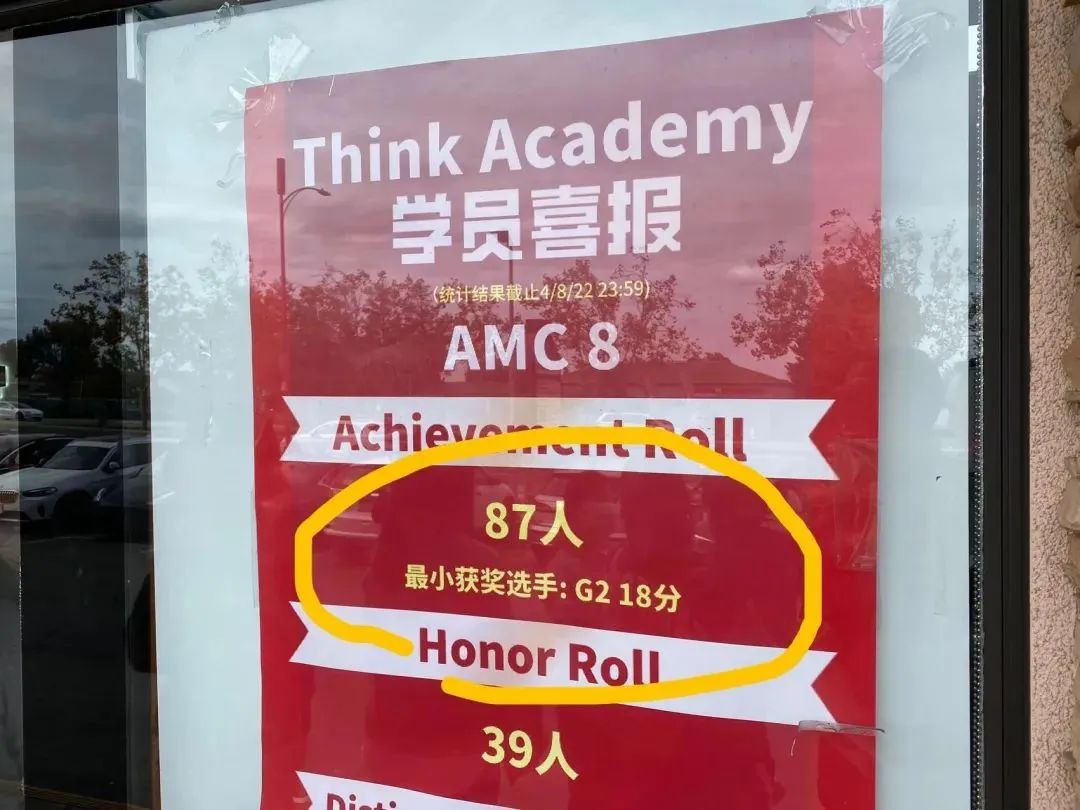 Think Academy
学员喜报
(统计结果截止4/8/22 23:59)
AMC 8
Achievement Roll
87人
最小获奖选手: G2 18分
Honor Roll
39人